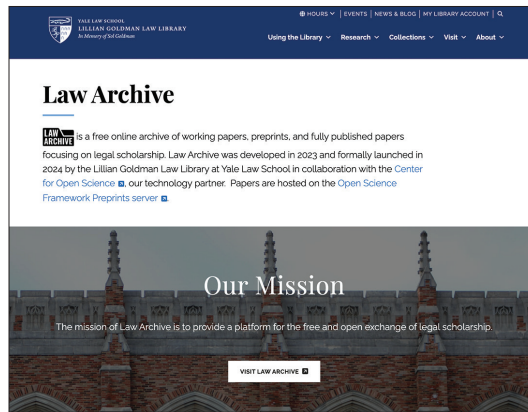 HOURS | EVENTS | NEWS & BLOG | MY LIBRARY ACCOUNT |
YALE LAW SCHOOL
LILLIAN GOLDMAN LAW LIBRARY
In Memory of Sol Goldman
Using the Library Research Collections Visit About
Law Archive
LAW ARCHIVE is a free online archive of working papers, preprints, and fully published papers
focusing on legal scholarship. Law Archive was developed in 2023 and formally launched in
2024 by the Lillian Goldman Law Library at Yale Law School in collaboration with the Center
for Open Science, our technology partner. Papers are hosted on the Open Science
Framework Preprints server.
Our Mission
The mission of Law Archive is to provide a platform for the free and open exchange of legal scholarship.
VISIT LAW ARCHIVE